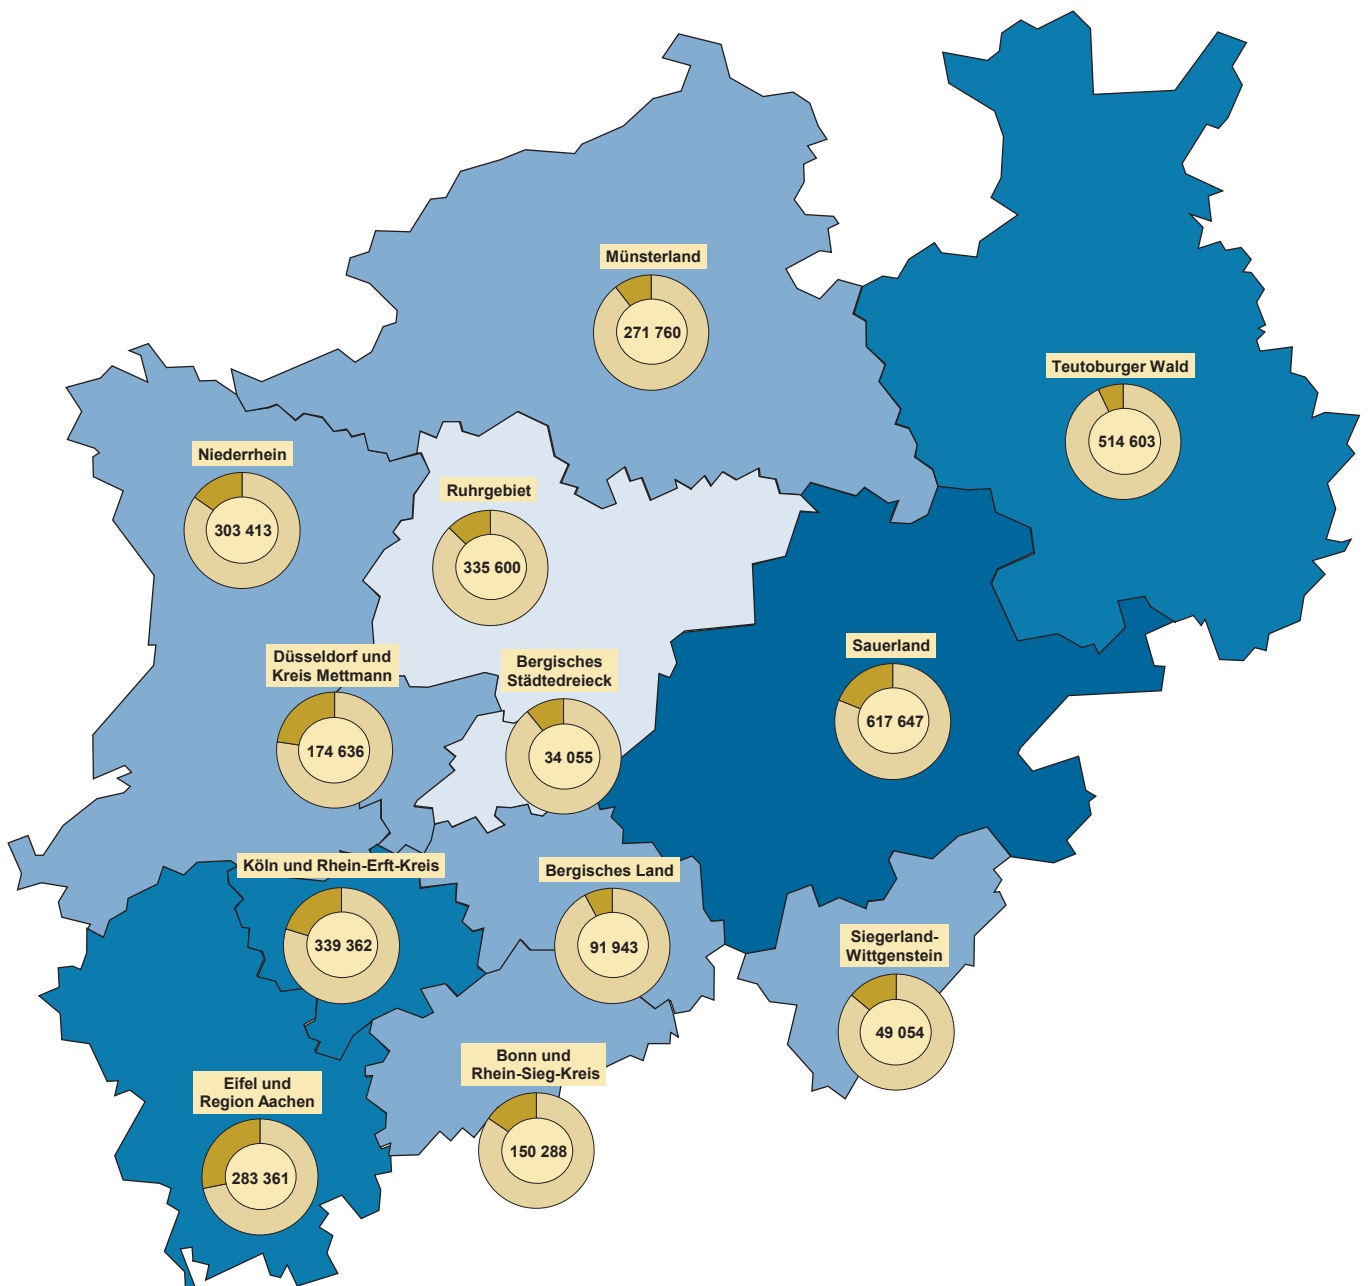 Münsterland
271 760
Teutoburger Wald
514 603
Niederrhein
303 413
Ruhrgebiet
335 600
Düsseldorf und
Kreis Mettmann
174 636
Bergisches
Städtedreieck
34 055
Sauerland
617 647
Köln und Rhein-Erft-Kreis
339 362
Bergisches Land
91 943
Siegerland-
Wittgenstein
49 054
Bonn und
Rhein-Sieg-Kreis
150 288
Eifel und
Region Aachen
283 361